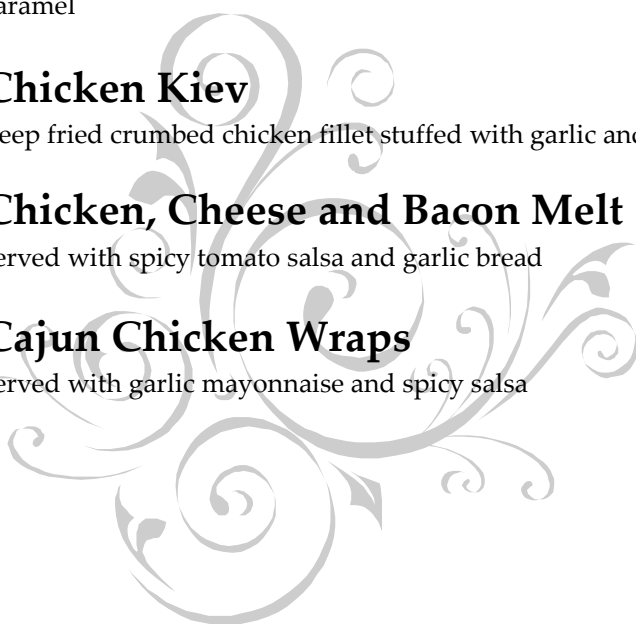 aramel
Chicken Kiev
eep fried crumbed chicken fillet stuffed with garlic and
Chicken, Cheese and Bacon Melt
erved with spicy tomato salsa and garlic bread
Cajun Chicken Wraps
erved with garlic mayonnaise and spicy salsa